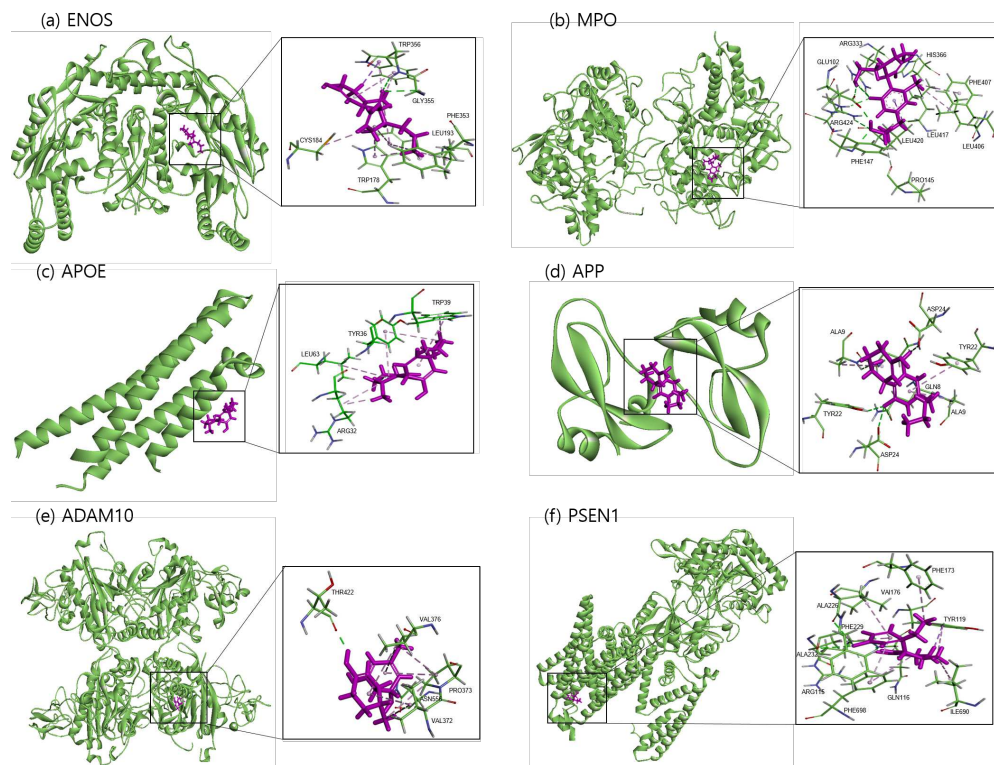 (a) ENOS
TRP356
GLY355
PHE353
CYS184
LEU193
TRP178
(b) MPO
ARG333
HIS366
GLU102
PHE407
ARG424
LEU417
LEU420
LEU406
PHE147
PRO145
(c) APOE
TRP39
TYR36
LEU63
ARG32
(d) APP
ASP24
ALA9
TYR22
GLN8
TYR22
ALA9
ASP24
(e) ADAM10
THR422
VAL376
PRO373
VAL372
(f) PSEN1
PHE173
VAl176
ALA226
TYR119
PHE229
ARG115
GLN116
PHE698
ILE690